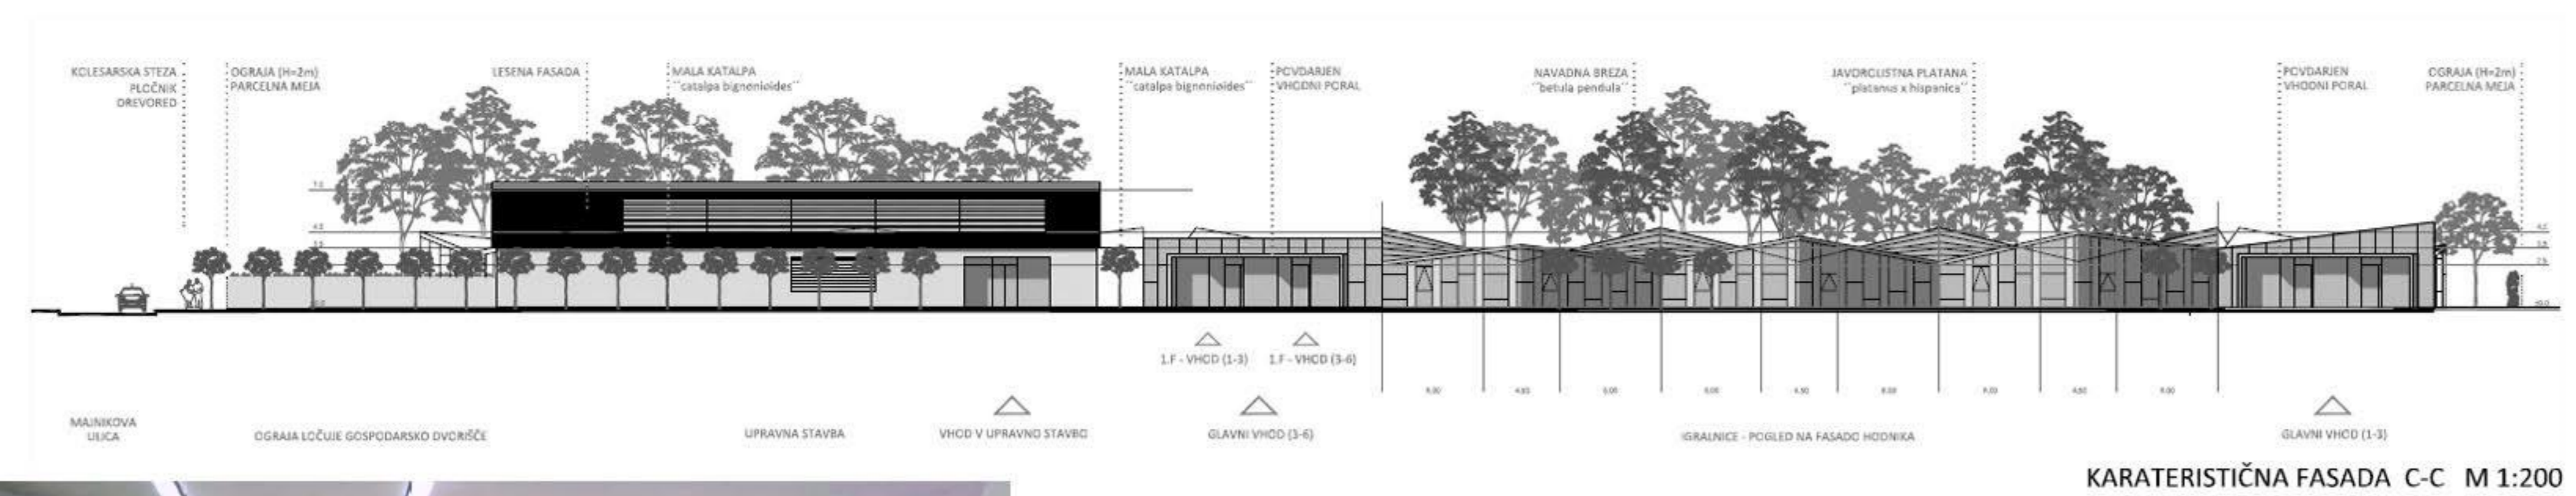 KOLESARSKA STEZA
PLOČNIK
DREVORED
OGRAJA (H=2m)
PARCELNA MEJA
LESENA FASADA
MALA KATALPA
``catalpa bignonioides``
MALA KATALPA
``catalpa bignonioides``
POVDARJEN
VHODNI PORAL
NAVADNA BREZA
``betula pendula``
JAVOROLISTNA PLATANA
``platanus x hispanica``
POVDARJEN
VHODNI PORAL
OGRAJA (H=2m)
PARCELNA MEJA
1.F - VHOD (1-3)
1.F - VHOD (3-6)
MAJNIKOVA
ULICA
OGRAJA LOČUJE GOSPODARSKO DVORIŠČE
UPRAVNA STAVBA
VHOD V UPRAVNO STAVBO
GLAVNI VHOD (3-6)
IGRALNICE - POGLED NA FASADO HODNIKA
GLAVNI VHOD (1-3)
KARATERISTIČNA FASADA C-C M 1:200